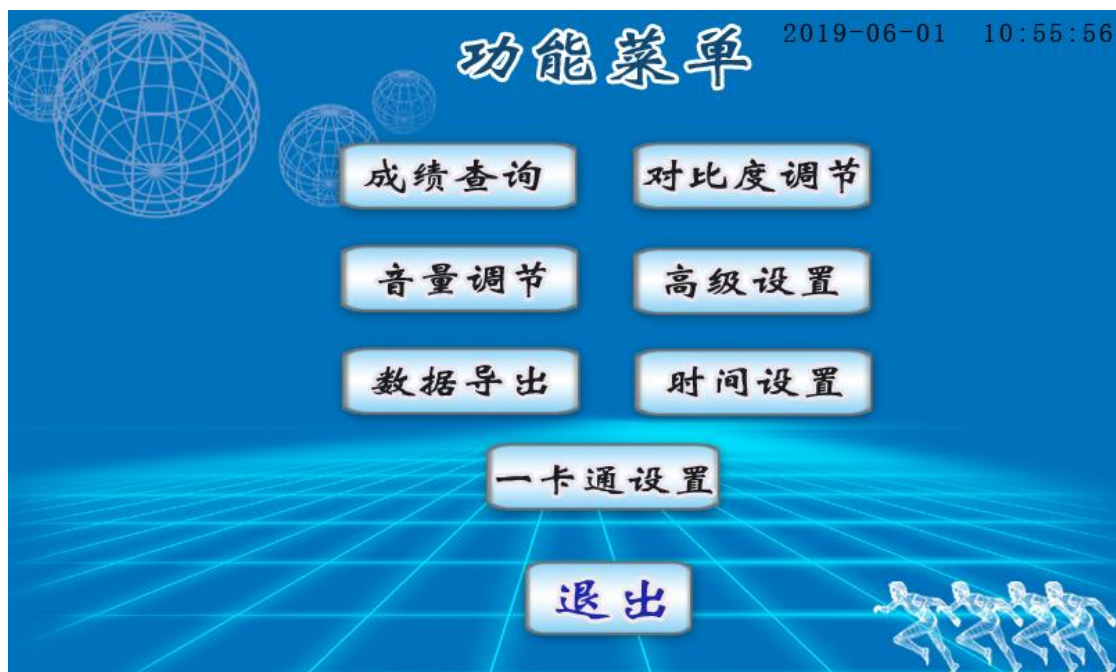 功能菜单 2019-06-01 10:55:56
成绩查询 对比度调节
音量调节 高级设置
数据导出 时间设置
一卡通设置
退出